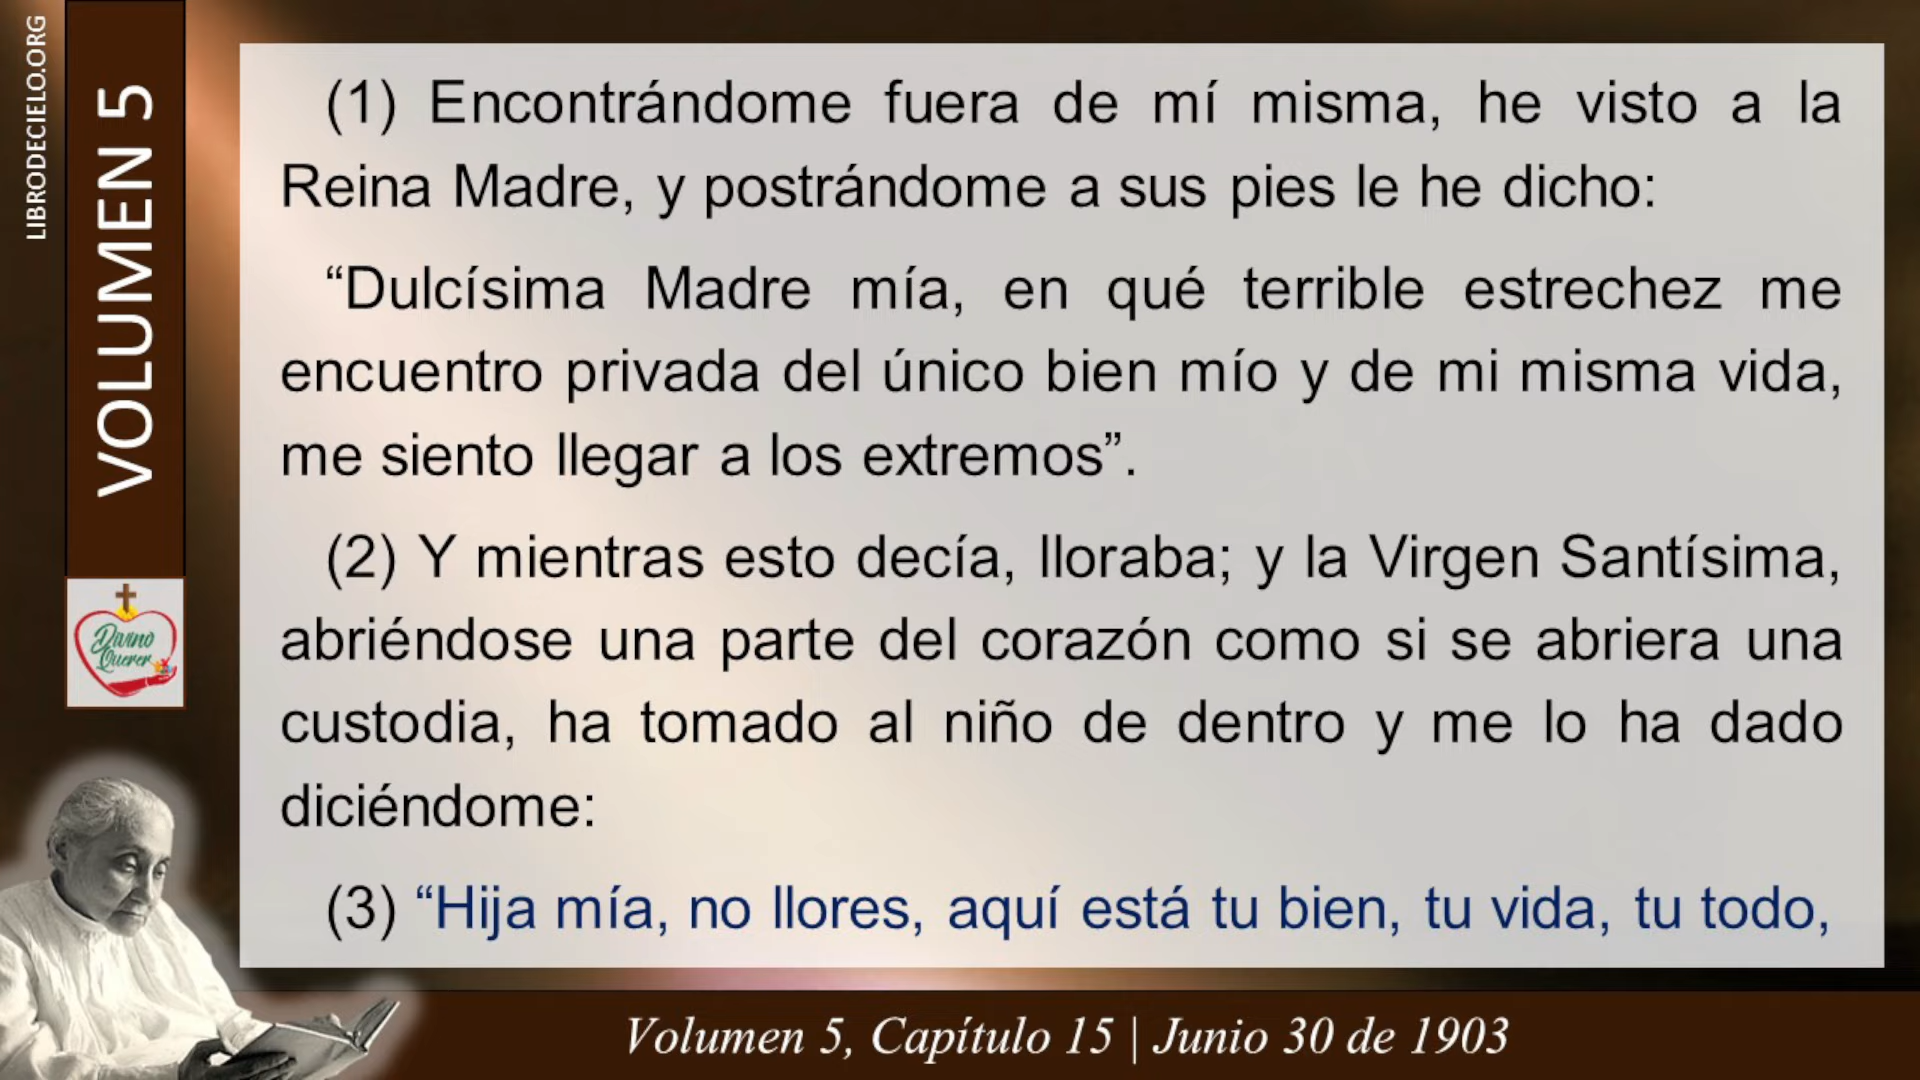 LIBRODECIELO.ORG
VOLUMEN 5
Divino
Querer
(1) Encontrándome fuera de mí misma, he visto a la
Reina Madre, y postrándome a sus pies le he dicho:
“Dulcísima Madre mía, en qué terrible estrechez me
encuentro privada del único bien mío y de mi misma vida,
me siento llegar a los extremos”.
(2) Y mientras esto decía, lloraba; y la Virgen Santísima,
abriéndose una parte del corazón como si se abriera una
custodia, ha tomado al niño de dentro y me lo ha dado
diciéndome:
(3) “Hija mía, no llores, aquí está tu bien, tu vida, tu todo,
Volumen 5, Capítulo 15 | Junio 30 de 1903